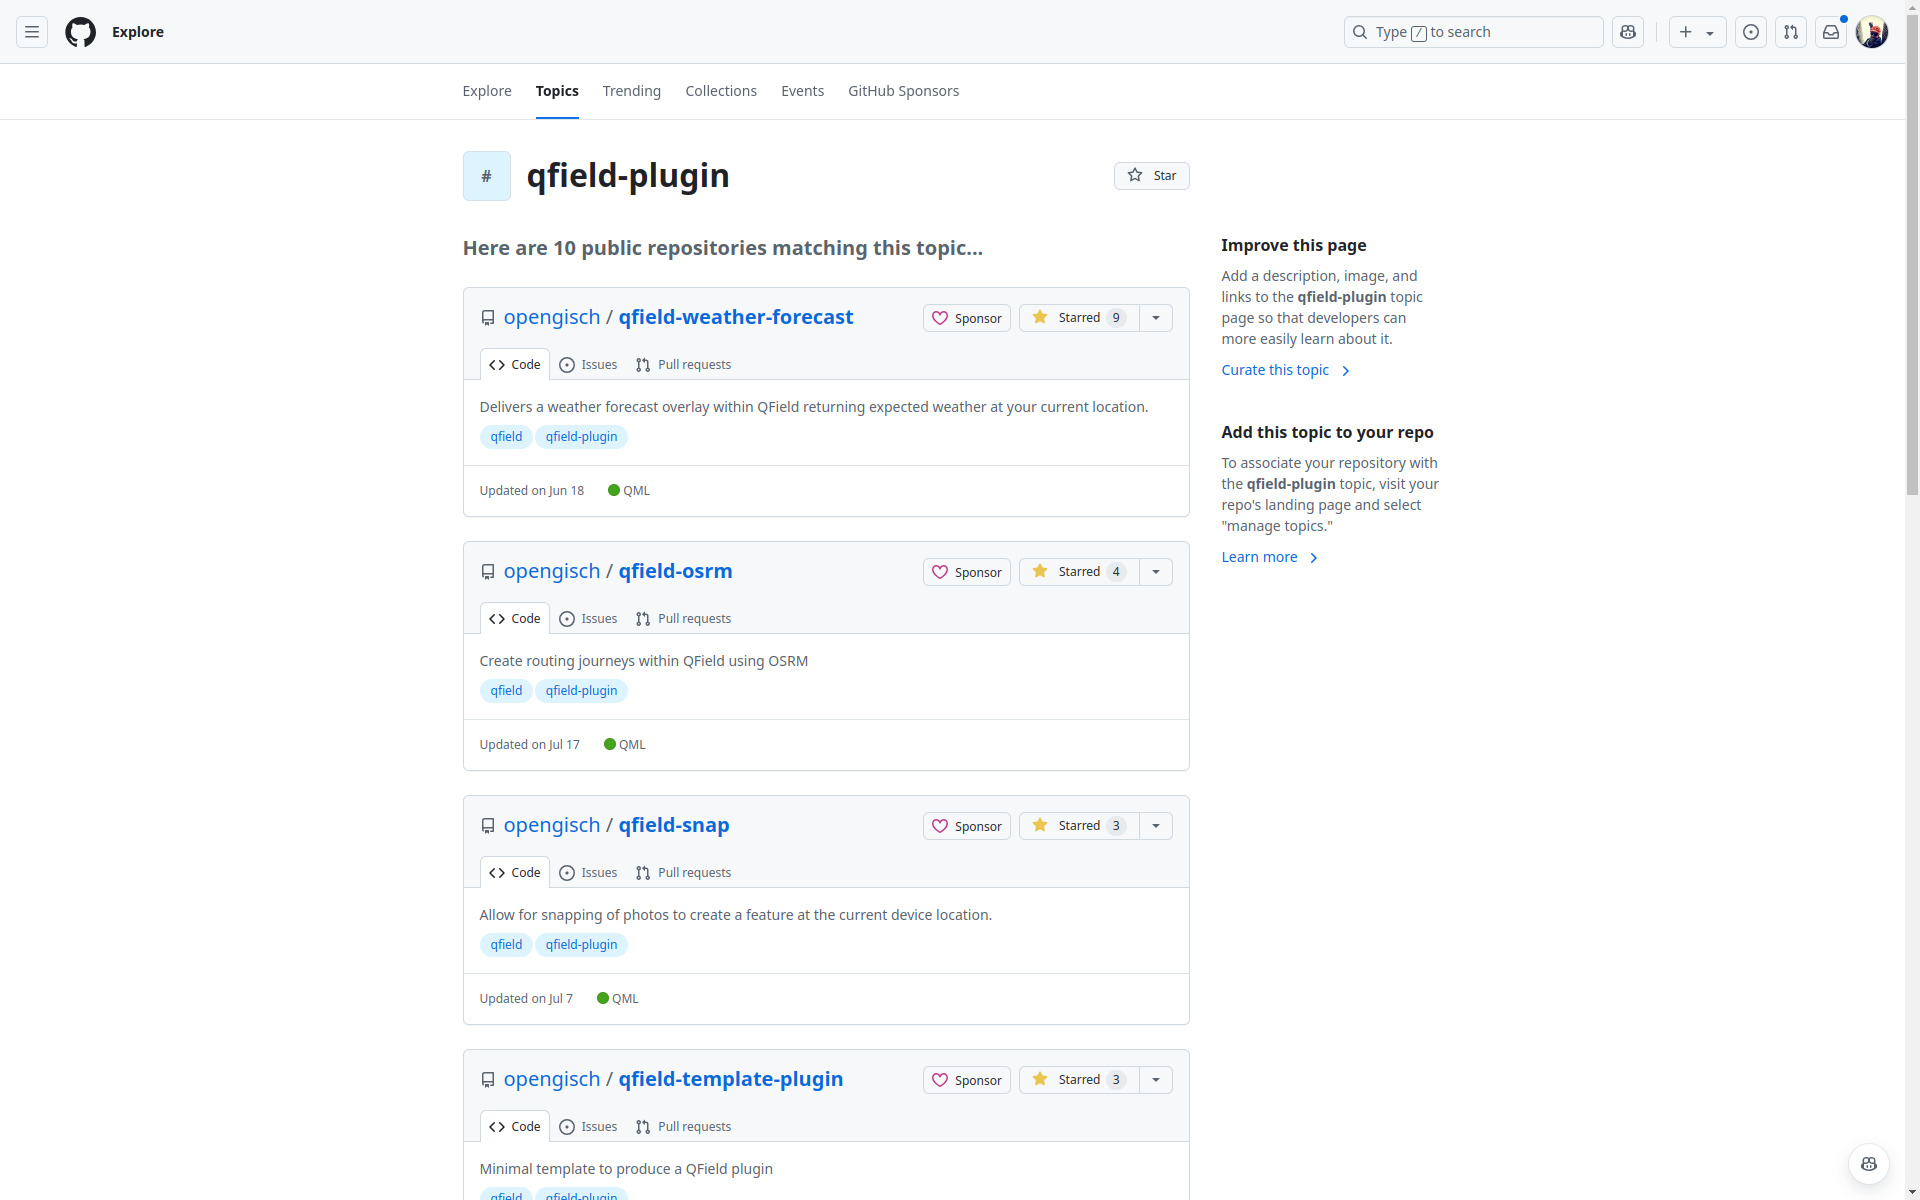 Explore
Type / to search
Explore
Topics
Trending
Collections
Events
GitHub Sponsors
# qfield-plugin
Star
Here are 10 public repositories matching this topic...
opengisch / qfield-weather-forecast
Sponsor
Starred 9
Code
Issues
Pull requests
Delivers a weather forecast overlay within QField returning expected weather at your current location.
qfield
qfield-plugin
Updated on Jun 18
QML
opengisch / qfield-osrm
Sponsor
Starred 4
Code
Issues
Pull requests
Create routing journeys within QField using OSRM
qfield
qfield-plugin
Updated on Jul 17
QML
opengisch / qfield-snap
Sponsor
Starred 3
Code
Issues
Pull requests
Allow for snapping of photos to create a feature at the current device location.
qfield
qfield-plugin
Updated on Jul 7
QML
opengisch / qfield-template-plugin
Sponsor
Starred 3
Code
Issues
Pull requests
Minimal template to produce a QField plugin
qfield
qfield-plugin
Improve this page
Add a description, image, and
links to the qfield-plugin topic
page so that developers can
more easily learn about it.
Curate this topic
Add this topic to your repo
To associate your repository with
the qfield-plugin topic, visit your
repo's landing page and select
"manage topics."
Learn more